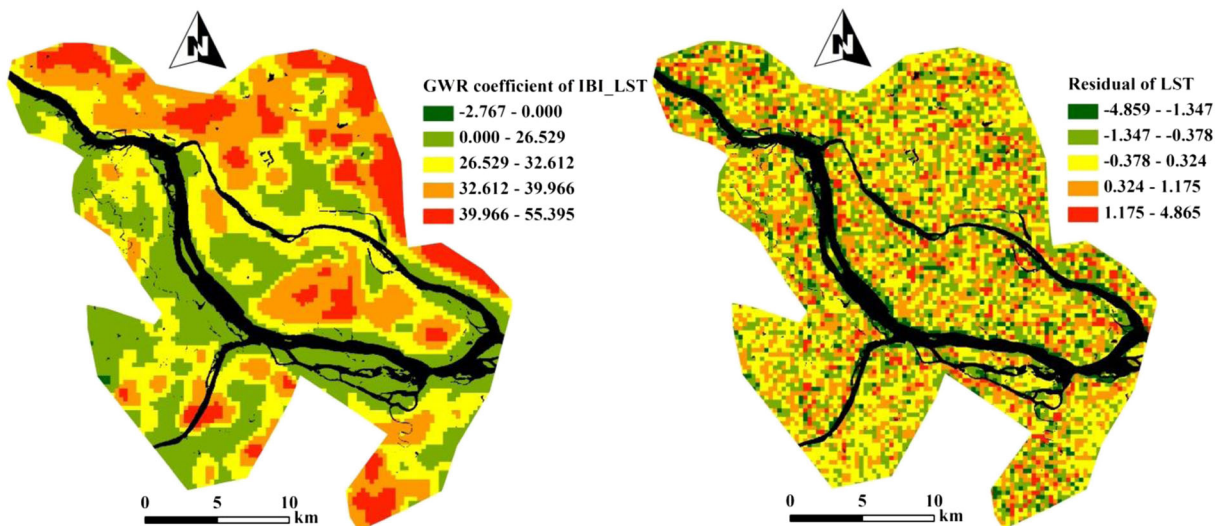 N
GWR coefficient of IBI_LST
-2.767 - 0.000
0.000 - 26.529
26.529 - 32.612
32.612 - 39.966
39.966 - 55.395
0 5 10
km
N
Residual of LST
-4.859 - -1.347
-1.347 - -0.378
-0.378 - 0.324
0.324 - 1.175
1.175 - 4.865
0 5 10
km